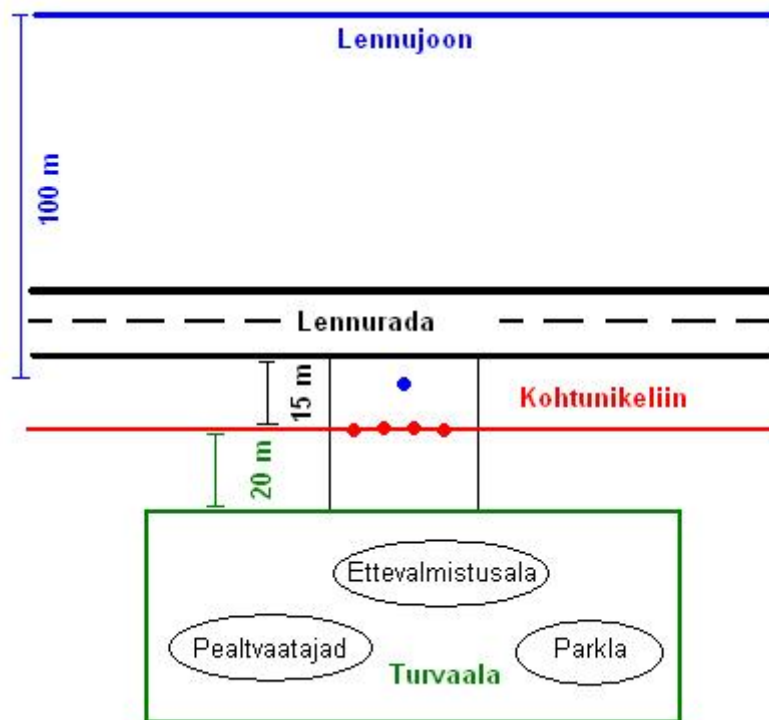 Lennujoon
100 m
Lennurada
15 m
Kohtunikeliin
20 m
Ettevalmistusala
Pealtvaatajad
Parkla
Turvaala